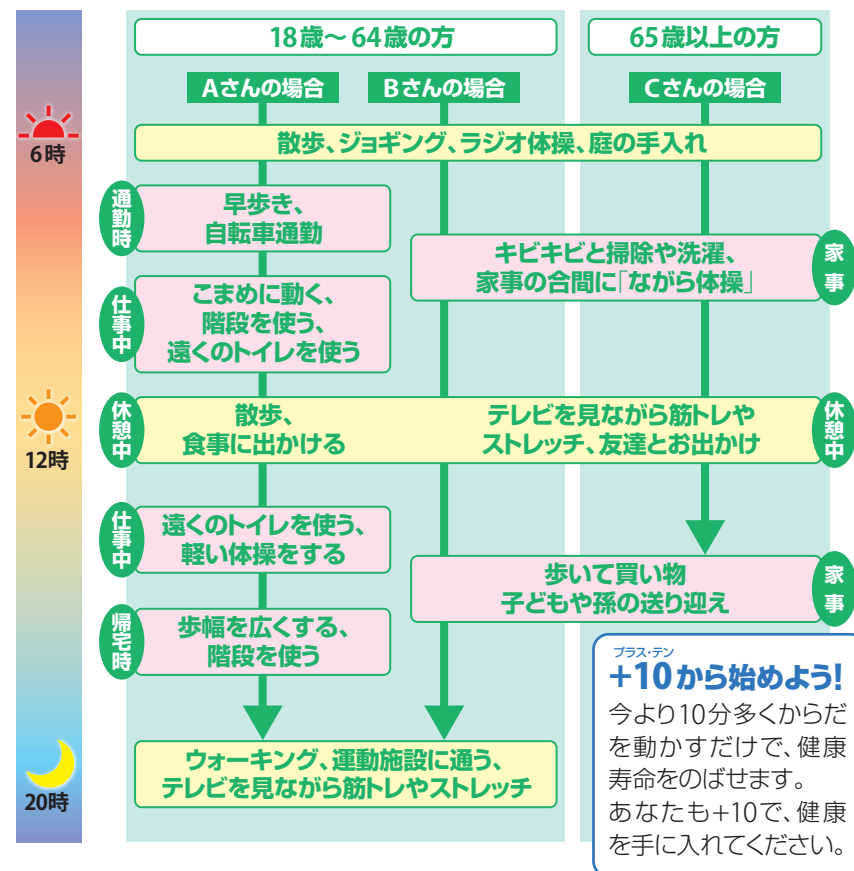 18歳〜64歳の方
65歳以上の方
Aさんの場合
Bさんの場合
Cさんの場合
6時
散歩、ジョギング、ラジオ体操、庭の手入れ
通勤時
早歩き、
自転車通勤
キビキビと掃除や洗濯、
家事の合間に「ながら体操」
家事
仕事中
こまめに動く、
階段を使う、
遠くのトイレを使う
12時
休憩中
散歩、
食事に出かける
テレビを見ながら筋トレや
ストレッチ、友達とお出かけ
休憩中
仕事中
遠くのトイレを使う、
軽い体操をする
歩いて買い物
子どもや孫の送り迎え
家事
帰宅時
歩幅を広くする、
階段を使う
20時
ウォーキング、運動施設に通う、
テレビを見ながら筋トレやストレッチ
プラス・テン
+10から始めよう!
今より10分多くからだ
を動かすだけで、健康
寿命をのばせます。
あなたも+10で、健康
を手に入れてください。